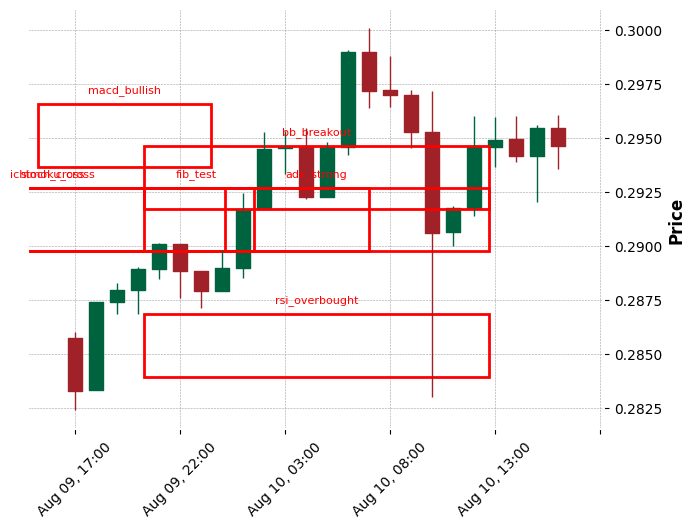 0.3000
macd_bullish
0.2975
bb_breakout
0.2950
fib_test
adx_strong
0.2925
0.2900
Price
rsi_overbought
0.2875
0.2850
0.2825
Aug 09, 17:00
Aug 09, 22:00
Aug 10, 03:00
Aug 10, 08:00
Aug 10, 13:00